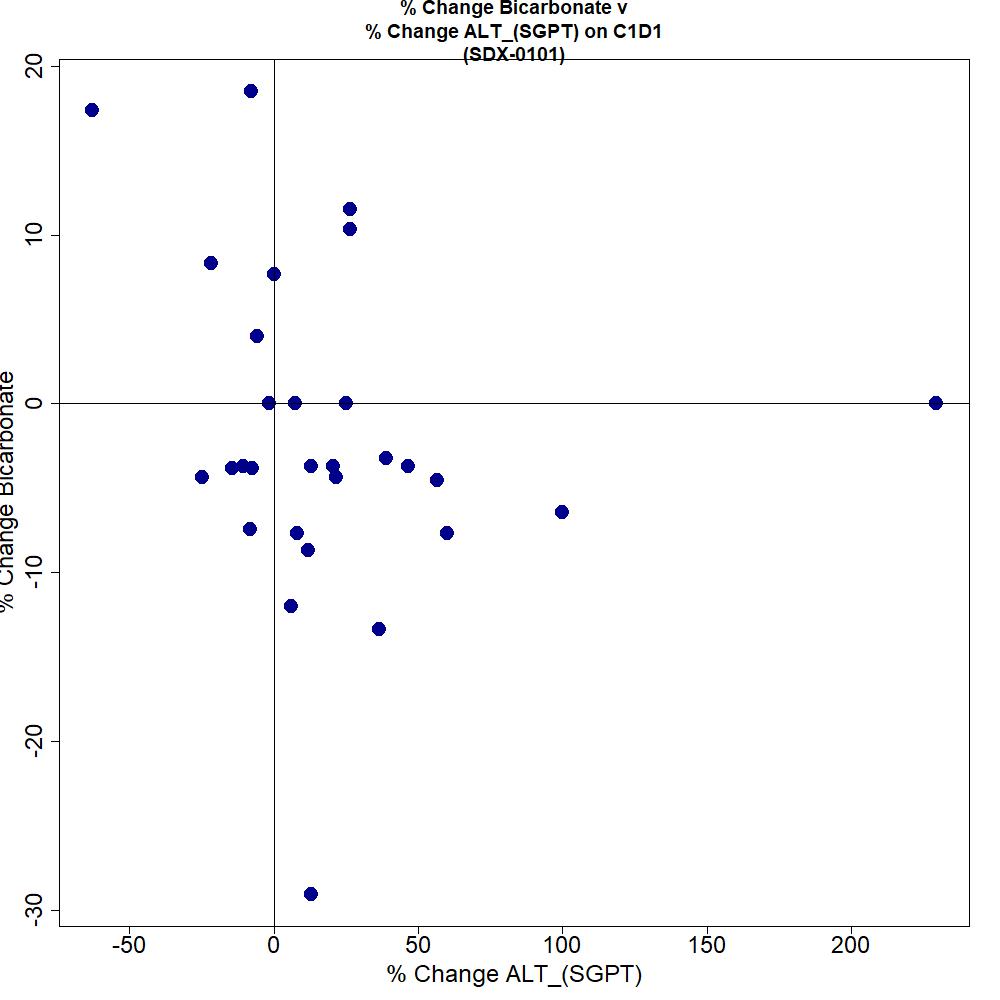 % Change Bicarbonate v
% Change ALT_(SGPT) on C1D1
(SDX-0101)
% Change Bicarbonate
20
10
0
-10
-20
-30
-50 0 50 100 150 200
% Change ALT_(SGPT)